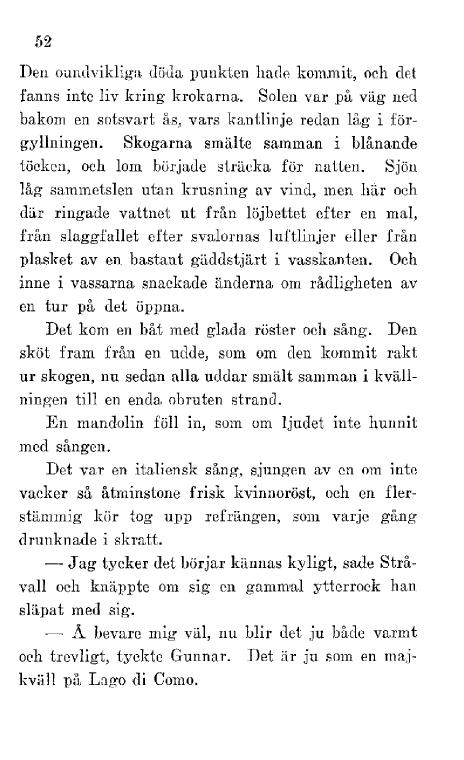 52
Den oundvikliga döda punkten hade kommit, och det
fanns inte liv kring krokarna. Solen var på väg ned
bakom en sotsvart ås, vars kantlinje redan låg i för-
gyllningen. Skogarna smälte samman i blånande
töcken, och lom började sträcka för natten. Sjön
låg sammetslen utan krusning av vind, men här och
där ringade vattnet ut från löjbettet efter en mal,
från slaggfallet efter svalornas luftlinjer eller från
plasket av en bastant gäddstjärt i vasskanten. Och
inne i vassarna snackade änderna om rådligheten av
en tur på det öppna.
Det kom en båt med glada röster och sång. Den
sköt fram från en udde, som om den kommit rakt
ur skogen, nu sedan alla uddar smält samman i kväll-
ningen till en enda obruten strand.
En mandolin föll in, som om ljudet inte hunnit
med sången.
Det var en italiensk sång, sjungen av en om inte
vacker så åtminstone frisk kvinnoröst, och en fler-
stämmig kör tog upp refrängen, som varje gång
drunknade i skratt.
— Jag tycker det börjar kännas kyligt, sade Strå-
vall och knäppte om sig en gammal ytterrock han
släpat med sig.
— Å bevare mig väl, nu blir det ju både varmt
och trevligt, tyckte Gunnar. Det är ju som en maj-
kväll på Lago di Como.